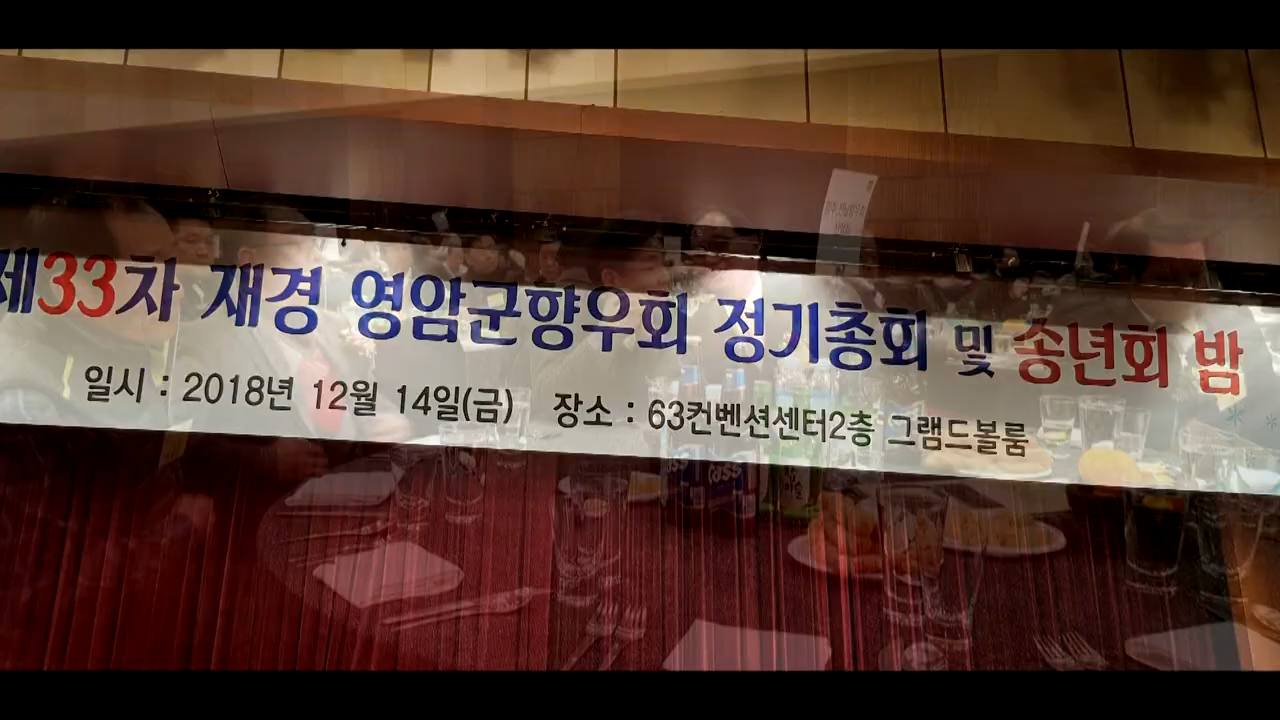 제33차 재경 영암군향우회 정기총회 및 송년회 밤
일시 : 2018년 12월 14일(금) 장소 : 63컨벤션센터2층 그램드볼룸
cass